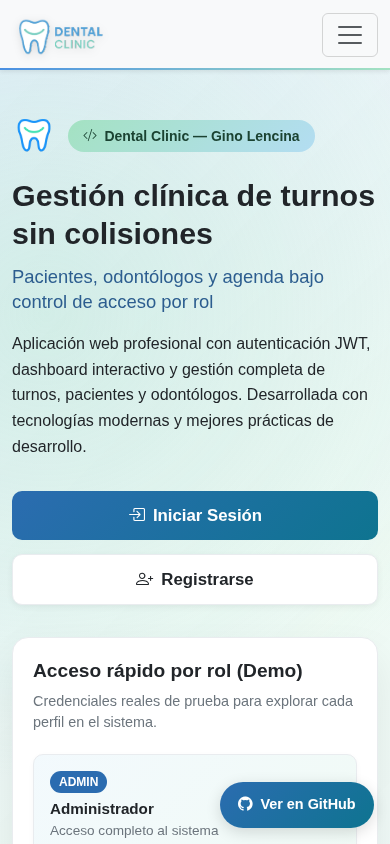 DENTAL
CLINIC
Dental Clinic — Gino Lencina
Gestión clínica de turnos
sin colisiones
Pacientes, odontólogos y agenda bajo
control de acceso por rol
Aplicación web profesional con autenticación JWT,
dashboard interactivo y gestión completa de
turnos, pacientes y odontólogos. Desarrollada con
tecnologías modernas y mejores prácticas de
desarrollo.
Iniciar Sesión
Registrarse
Acceso rápido por rol (Demo)
Credenciales reales de prueba para explorar cada
perfil en el sistema.
ADMIN
Administrador
Acceso completo al sistema
Ver en GitHub